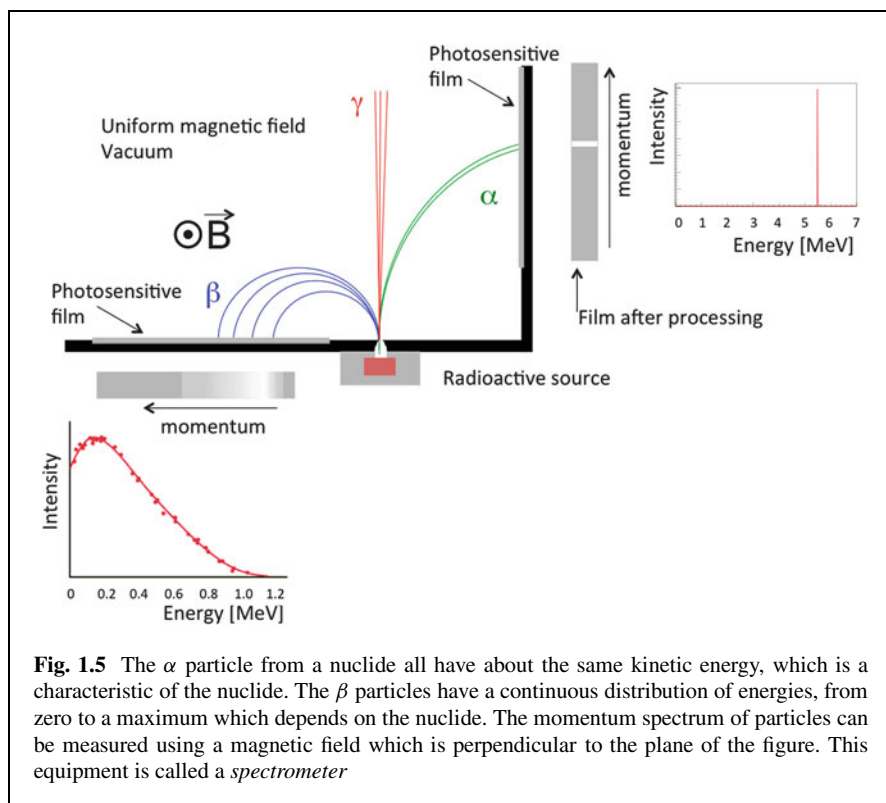 Photosensitive
film
γ
Uniform magnetic field
Vacuum
α
momentum
Intensity
0 1 2 3 4 5 6 7
Energy [MeV]
B
β
Photosensitive
film
Film after processing
Radioactive source
momentum
Intensity
0 0.2 0.4 0.6 0.8 1.0 1.2
Energy [MeV]
Fig. 1.5 The α particle from a nuclide all have about the same kinetic energy, which is a
characteristic of the nuclide. The β particles have a continuous distribution of energies, from
zero to a maximum which depends on the nuclide. The momentum spectrum of particles can
be measured using a magnetic field which is perpendicular to the plane of the figure. This
equipment is called a spectrometer